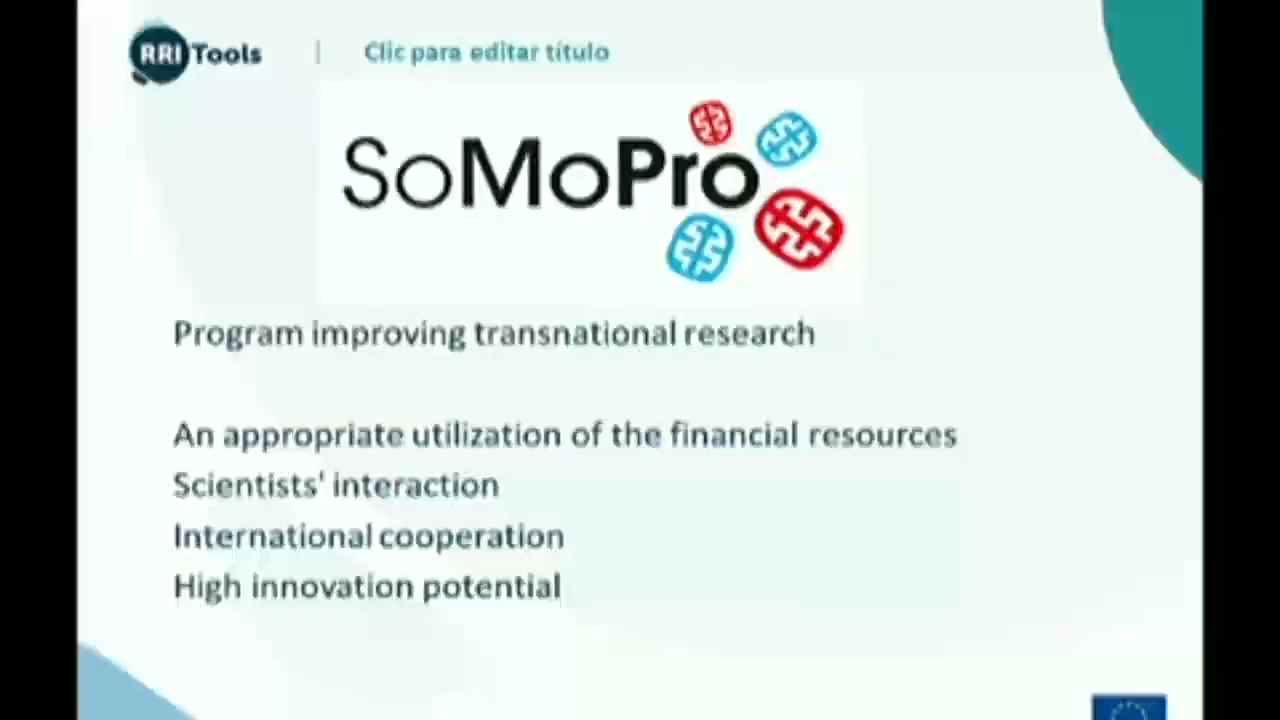 RRI Tools | Clic para editar título
SoMoPro
Program improving transnational research
An appropriate utilization of the financial resources
Scientists' interaction
International cooperation
High innovation potential